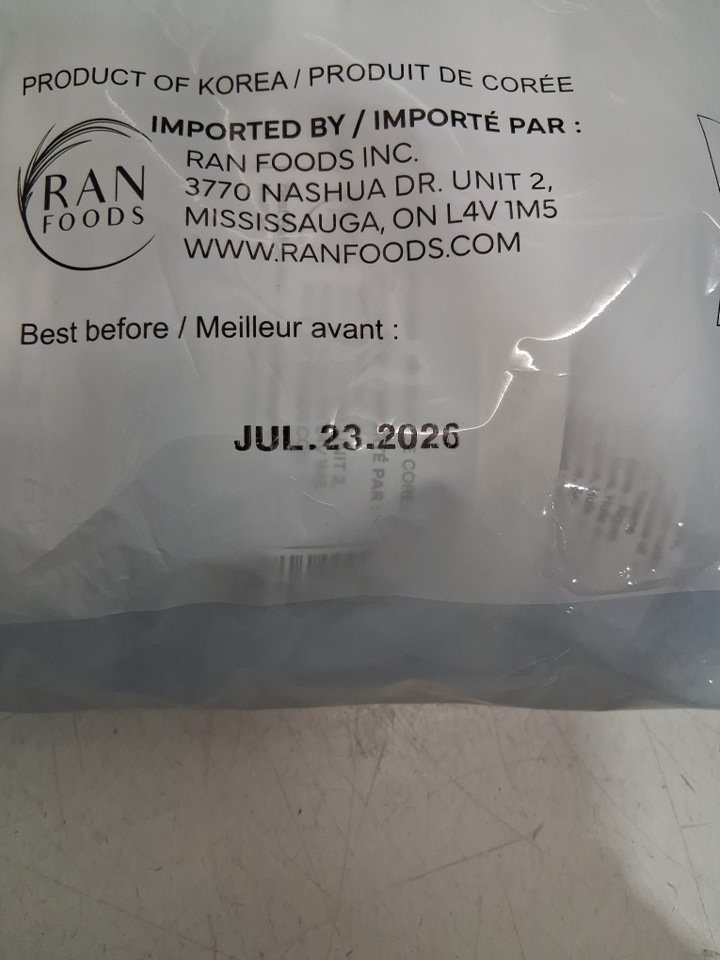 PRODUCT OF KOREA / PRODUIT DE CORÉE
IMPORTED BY / IMPORTÉ PAR :
RAN FOODS
RAN FOODS INC.
3770 NASHUA DR. UNIT 2,
MISSISSAUGA, ON L4V 1M5
WWW.RANFOODS.COM
Best before / Meilleur avant :
JUL.23.2026